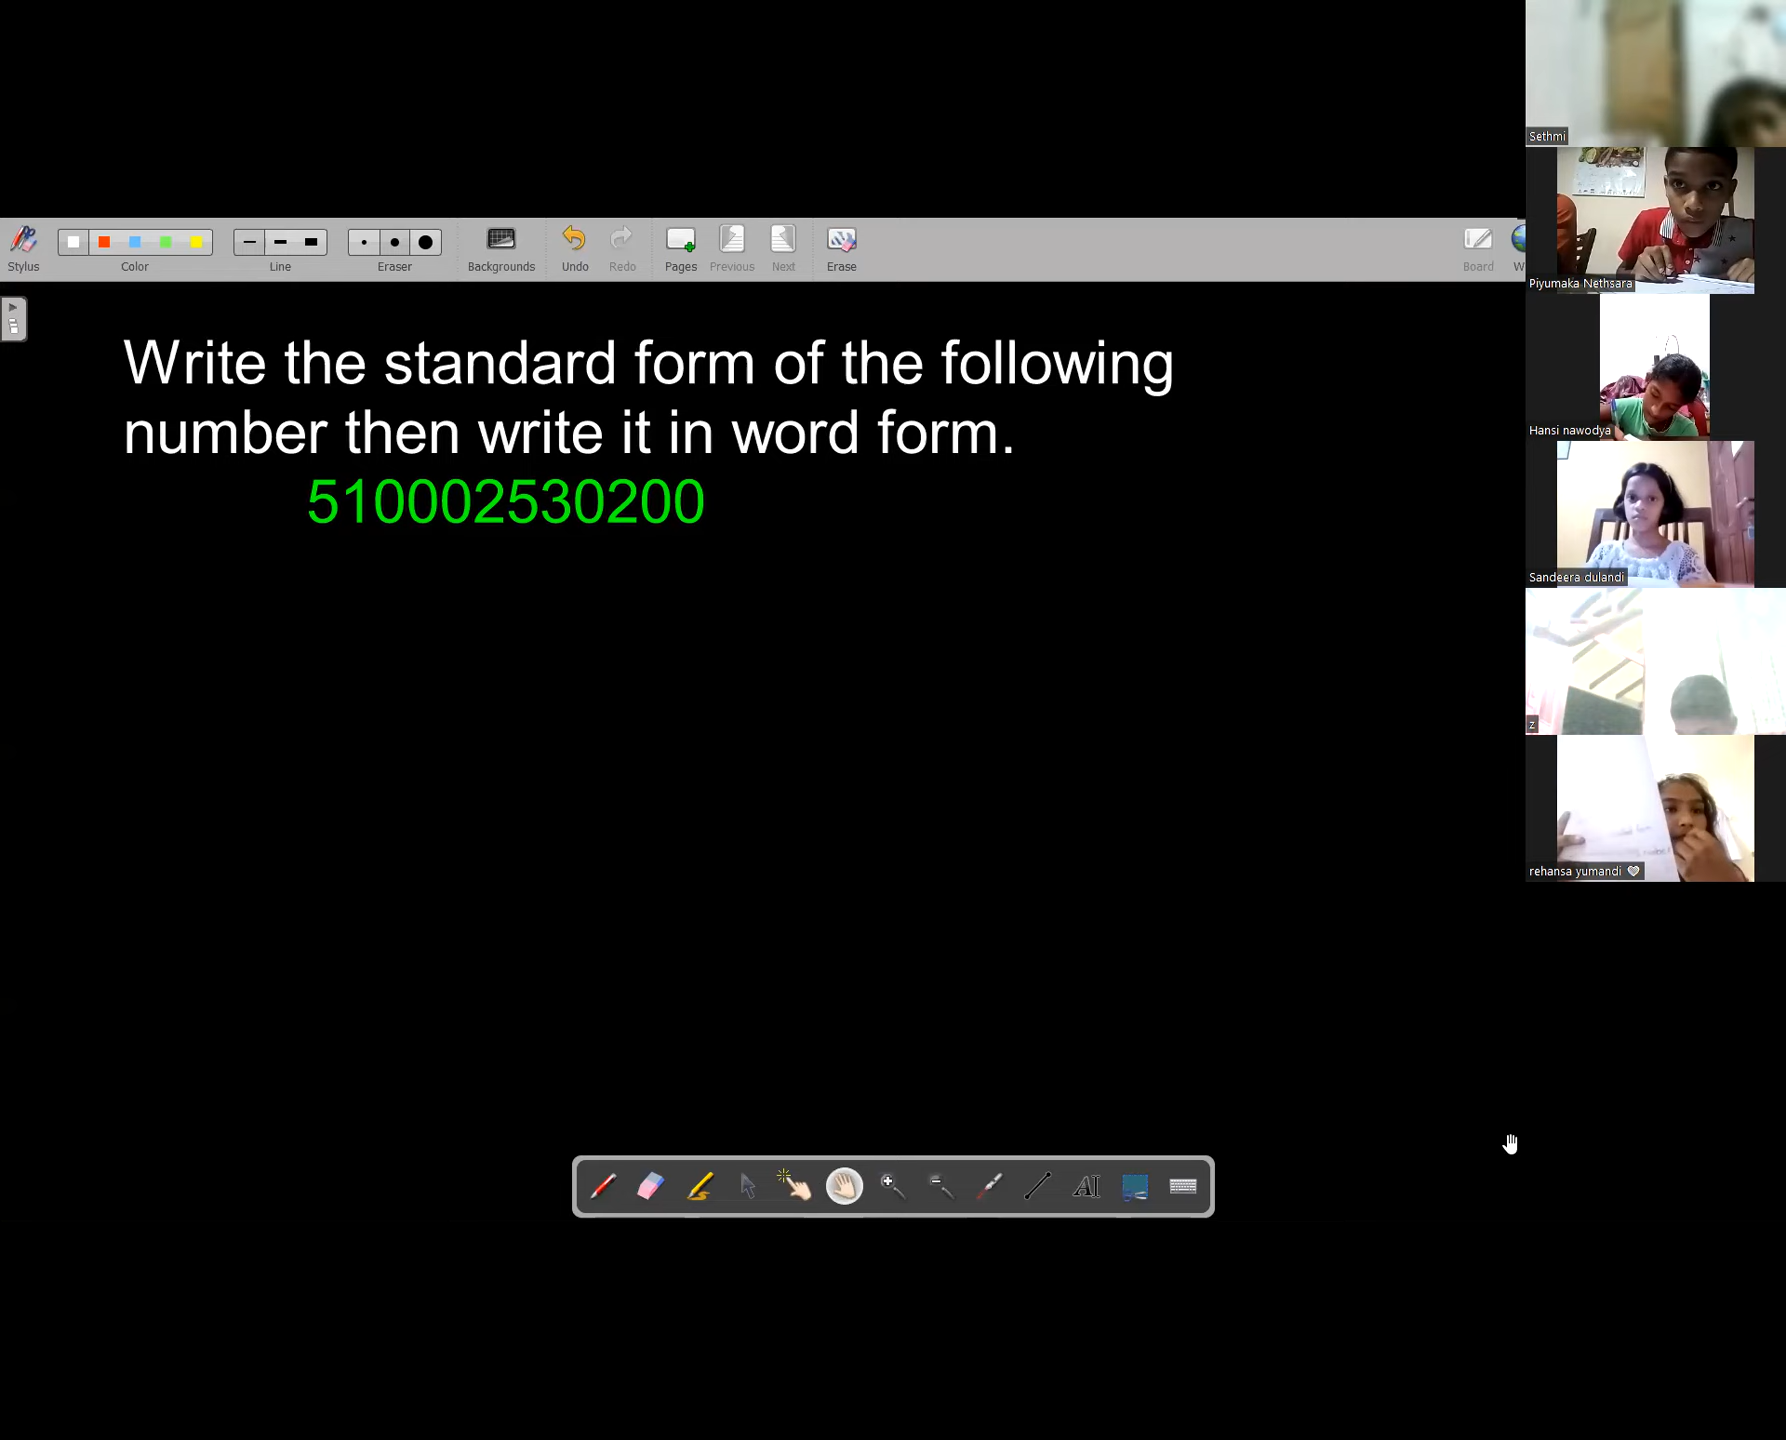 Stylus
Color
Line
Eraser
Backgrounds
Undo
Redo
Pages
Previous
Next
Erase
Board
W
Write the standard form of the following
number then write it in word form.
510002530200
AI
Sethmi
Piyumaka Nethsara
Hansi nawodya
Sandeera dulandi
z
rehansa yumandi 🤍